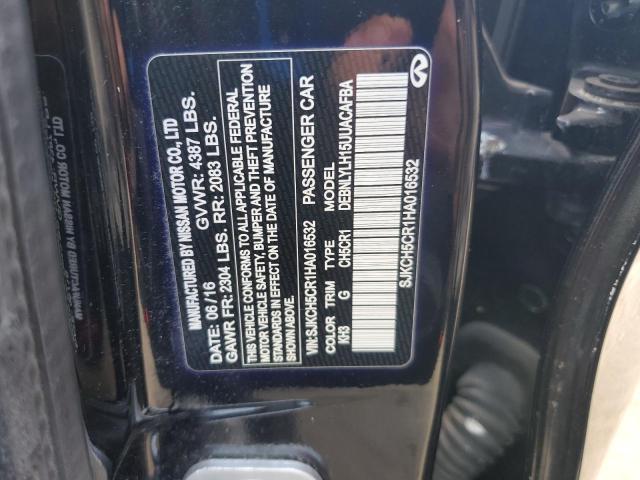 MANUFACTURED BY NISSAN MOTOR CO., LTD
DATE: 06/16 GVWR: 4387 LBS.
GAWR FR: 2304 LBS. RR: 2083 LBS.
THIS VEHICLE CONFORMS TO ALL APPLICABLE FEDERAL
MOTOR VEHICLE SAFETY, BUMPER AND THEFT PREVENTION
STANDARDS IN EFFECT ON THE DATE OF MANUFACTURE
SHOWN ABOVE.
VIN:SJKCH5CR1HA016532 PASSENGER CAR
COLOR TRIM TYPE DEBNLYLH15UUACAFBA
KH3 G CH5CR1
SJKCH5CR1HA016532